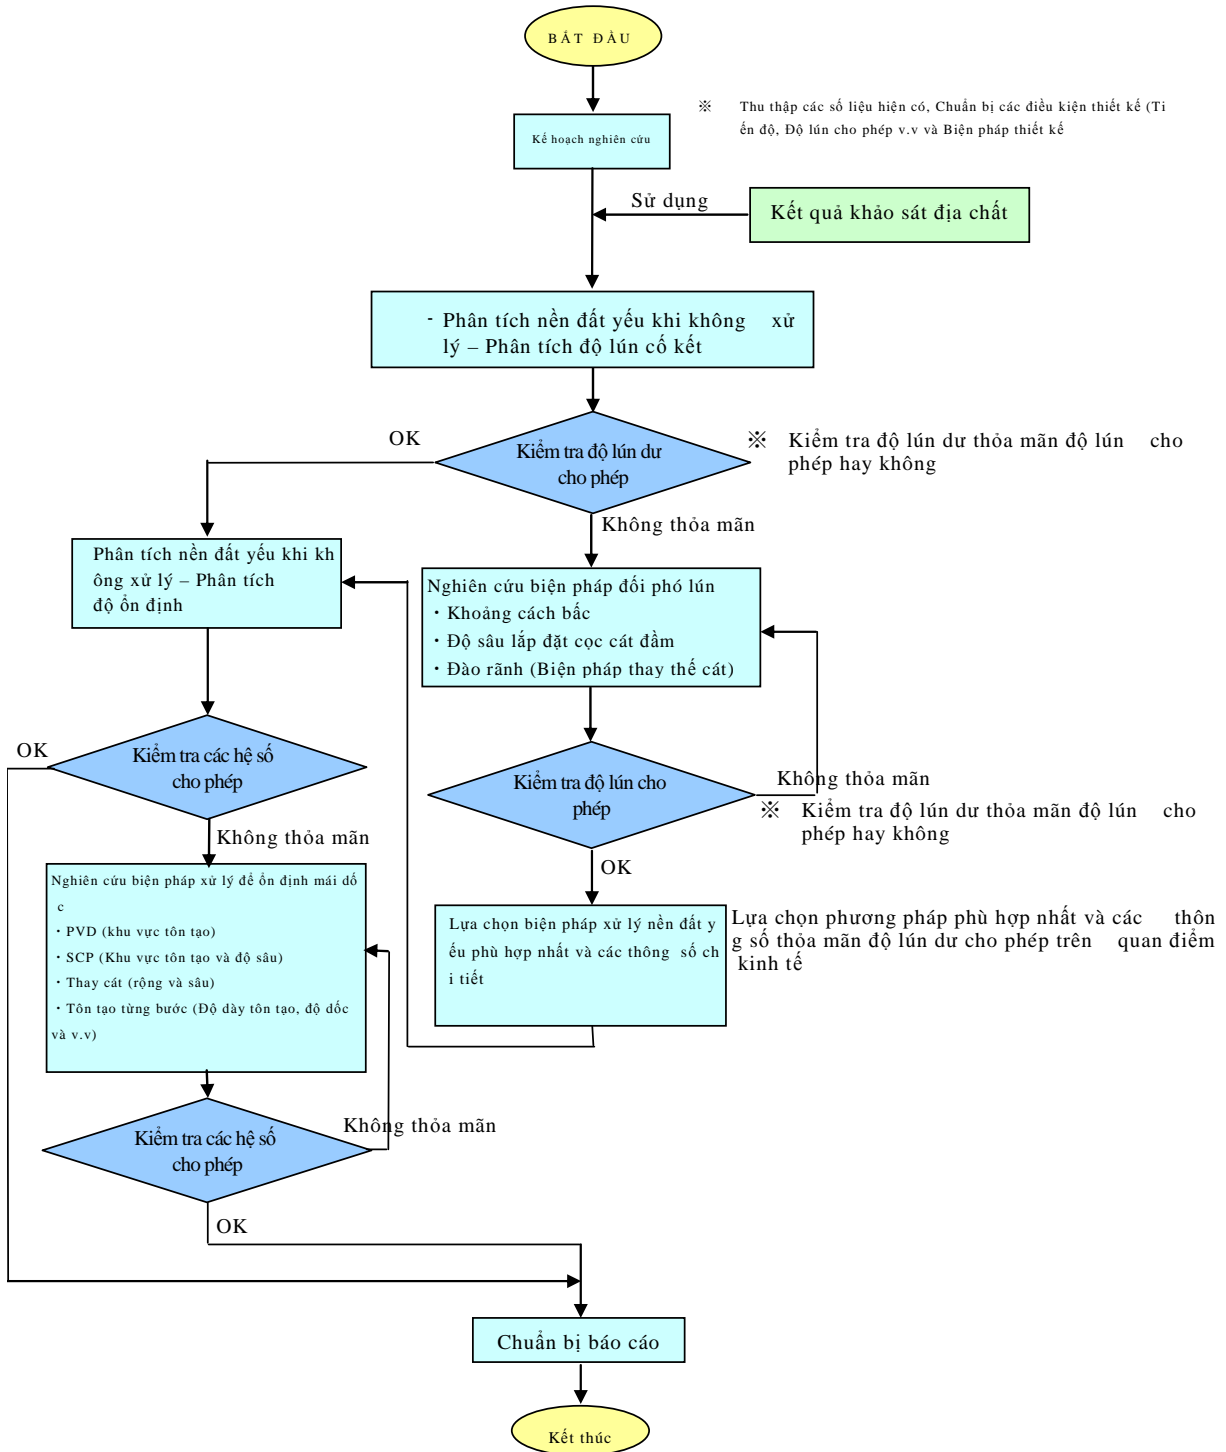 BẮT ĐẦU
※ Thu thập các số liệu hiện có, Chuẩn bị các điều kiện thiết kế (Ti
ến độ, Độ lún cho phép v.v và Biện pháp thiết kế
Kế hoạch nghiên cứu
Sử dụng
Kết quả khảo sát địa chất
- Phân tích nền đất yếu khi không xử
lý – Phân tích độ lún cố kết
OK
Kiểm tra độ lún dư
cho phép
※ Kiểm tra độ lún dư thỏa mãn độ lún cho
phép hay không
Không thỏa mãn
Phân tích nền đất yếu khi kh
ông xử lý – Phân tích
độ ổn định
Nghiên cứu biện pháp đối phó lún
・Khoảng cách bấc
・Độ sâu lắp đặt cọc cát đầm
・Đào rãnh (Biện pháp thay thế cát)
OK
Kiểm tra các hệ số
cho phép
Kiểm tra độ lún cho
phép
Không thỏa mãn
※ Kiểm tra độ lún dư thỏa mãn độ lún cho
phép hay không
Không thỏa mãn
OK
Nghiên cứu biện pháp xử lý để ổn định mái dố
c
・PVD (khu vực tôn tạo)
・SCP (Khu vực tôn tạo và độ sâu)
・Thay cát (rộng và sâu)
・Tôn tạo từng bước (Độ dày tôn tạo, độ dốc
và v.v)
Lựa chọn biện pháp xử lý nền đất y
ếu phù hợp nhất và các thông số ch
i tiết
Lựa chọn phương pháp phù hợp nhất và các thôn
g số thỏa mãn độ lún dư cho phép trên quan điểm
kinh tế
Kiểm tra các hệ số
cho phép
Không thỏa mãn
OK
Chuẩn bị báo cáo
Kết thúc